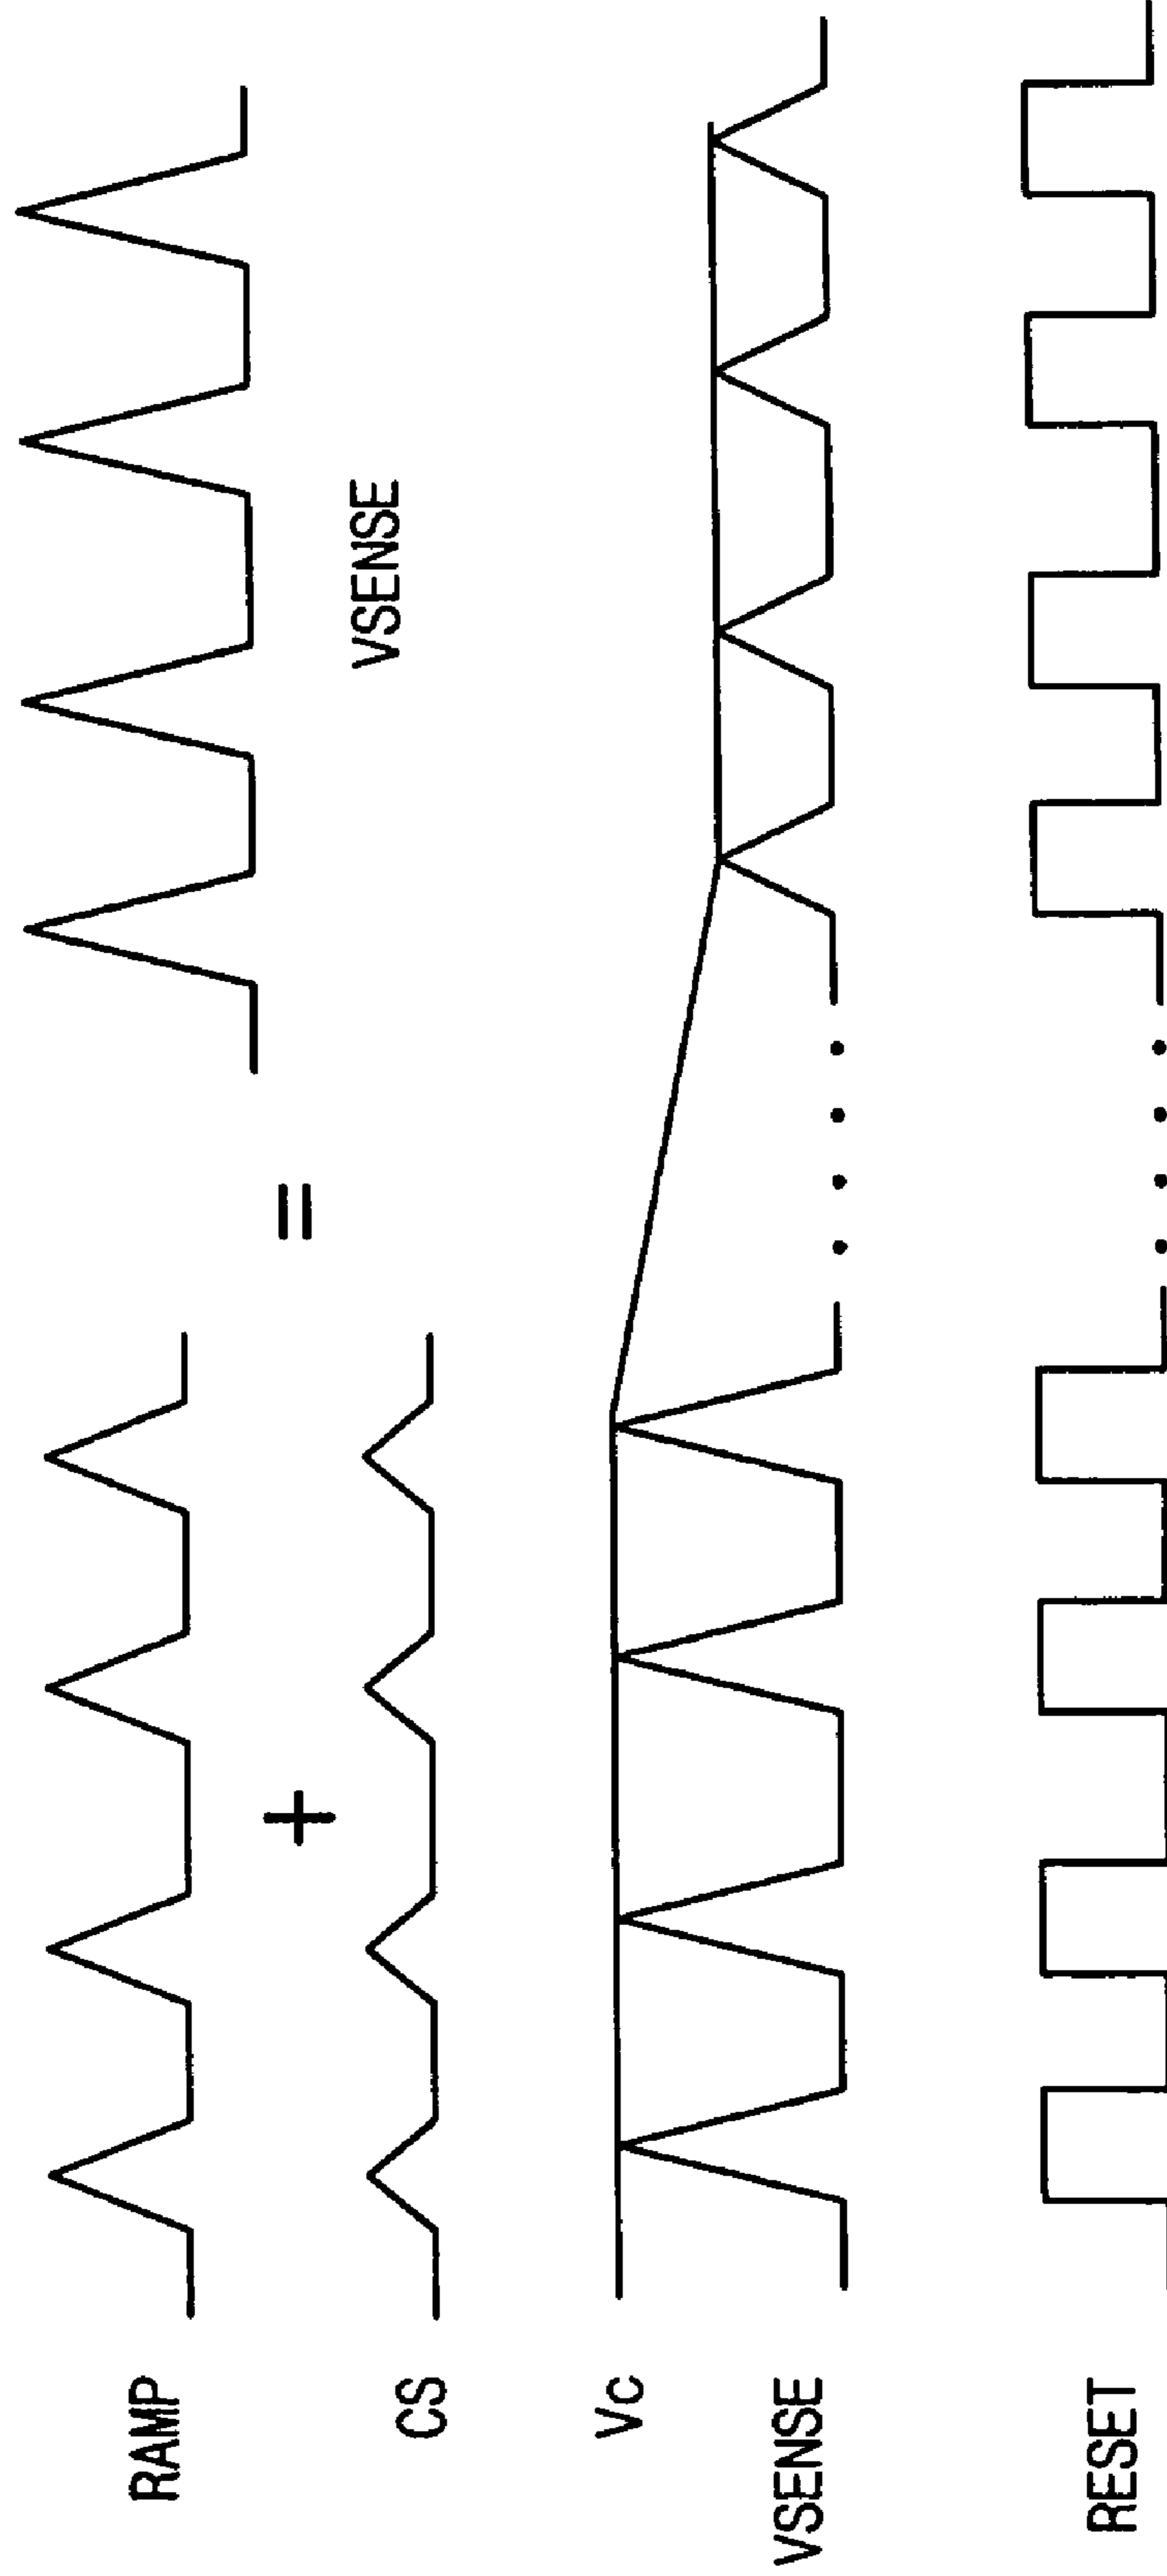 RAMP
+
CS
=
VSENSE
Vc
VSENSE
RESET